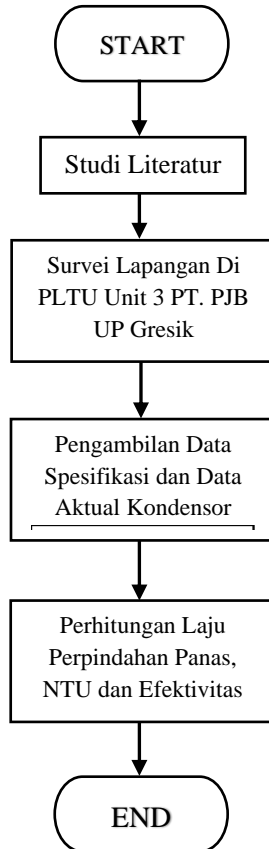 START
Studi Literatur
Survei Lapangan Di
PLTU Unit 3 PT. PJB
UP Gresik
Pengambilan Data
Spesifikasi dan Data
Aktual Kondensor
Perhitungan Laju
Perpindahan Panas,
NTU dan Efektivitas
END